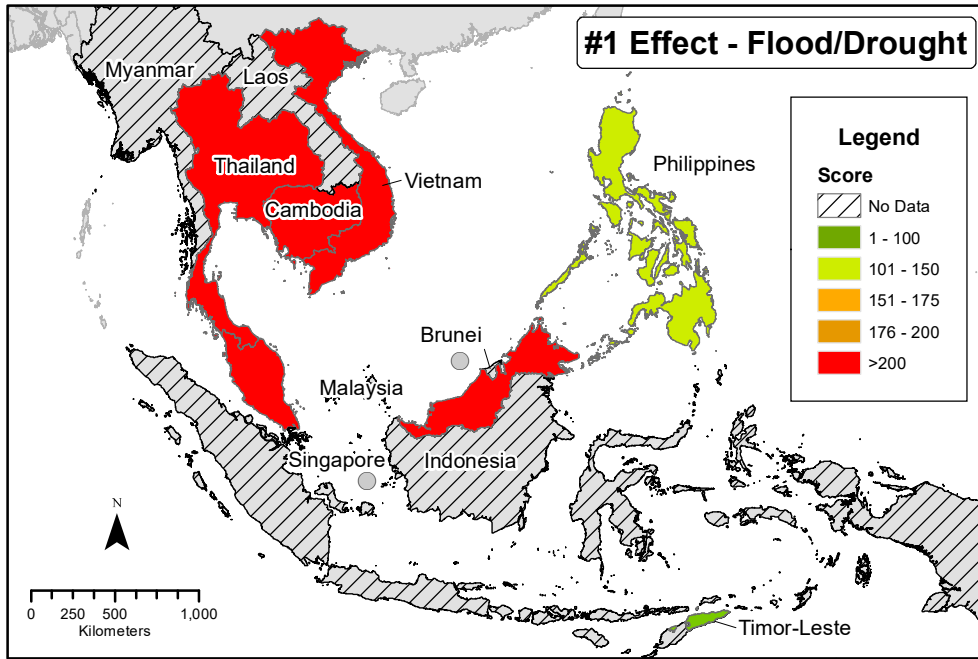 #1 Effect - Flood/Drought
Myanmar
Laos
Thailand
Vietnam
Cambodia
Philippines
Legend
Score
No Data
1 - 100
101 - 150
151 - 175
176 - 200
>200
Brunei
Malaysia
Singapore
Indonesia
Timor-Leste
N
0 250 500 1,000
Kilometers